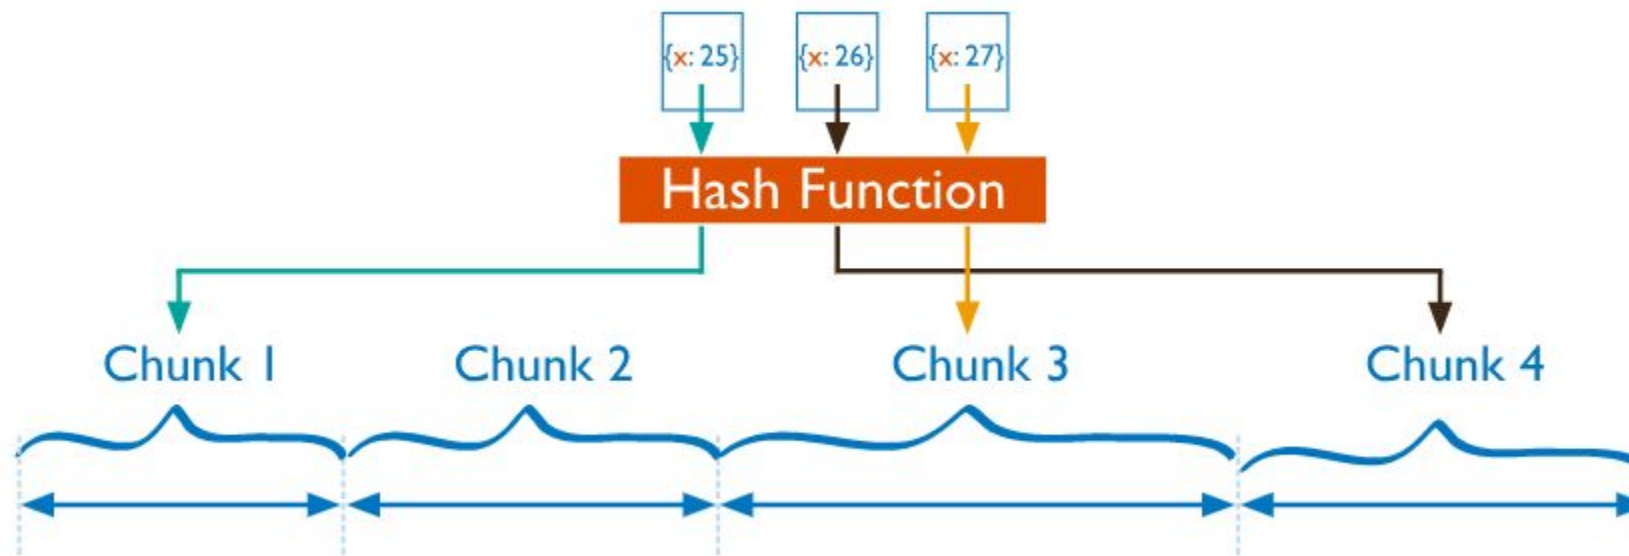 {x: 25} {x: 26} {x: 27}
Hash Function
Chunk 1 Chunk 2 Chunk 3 Chunk 4